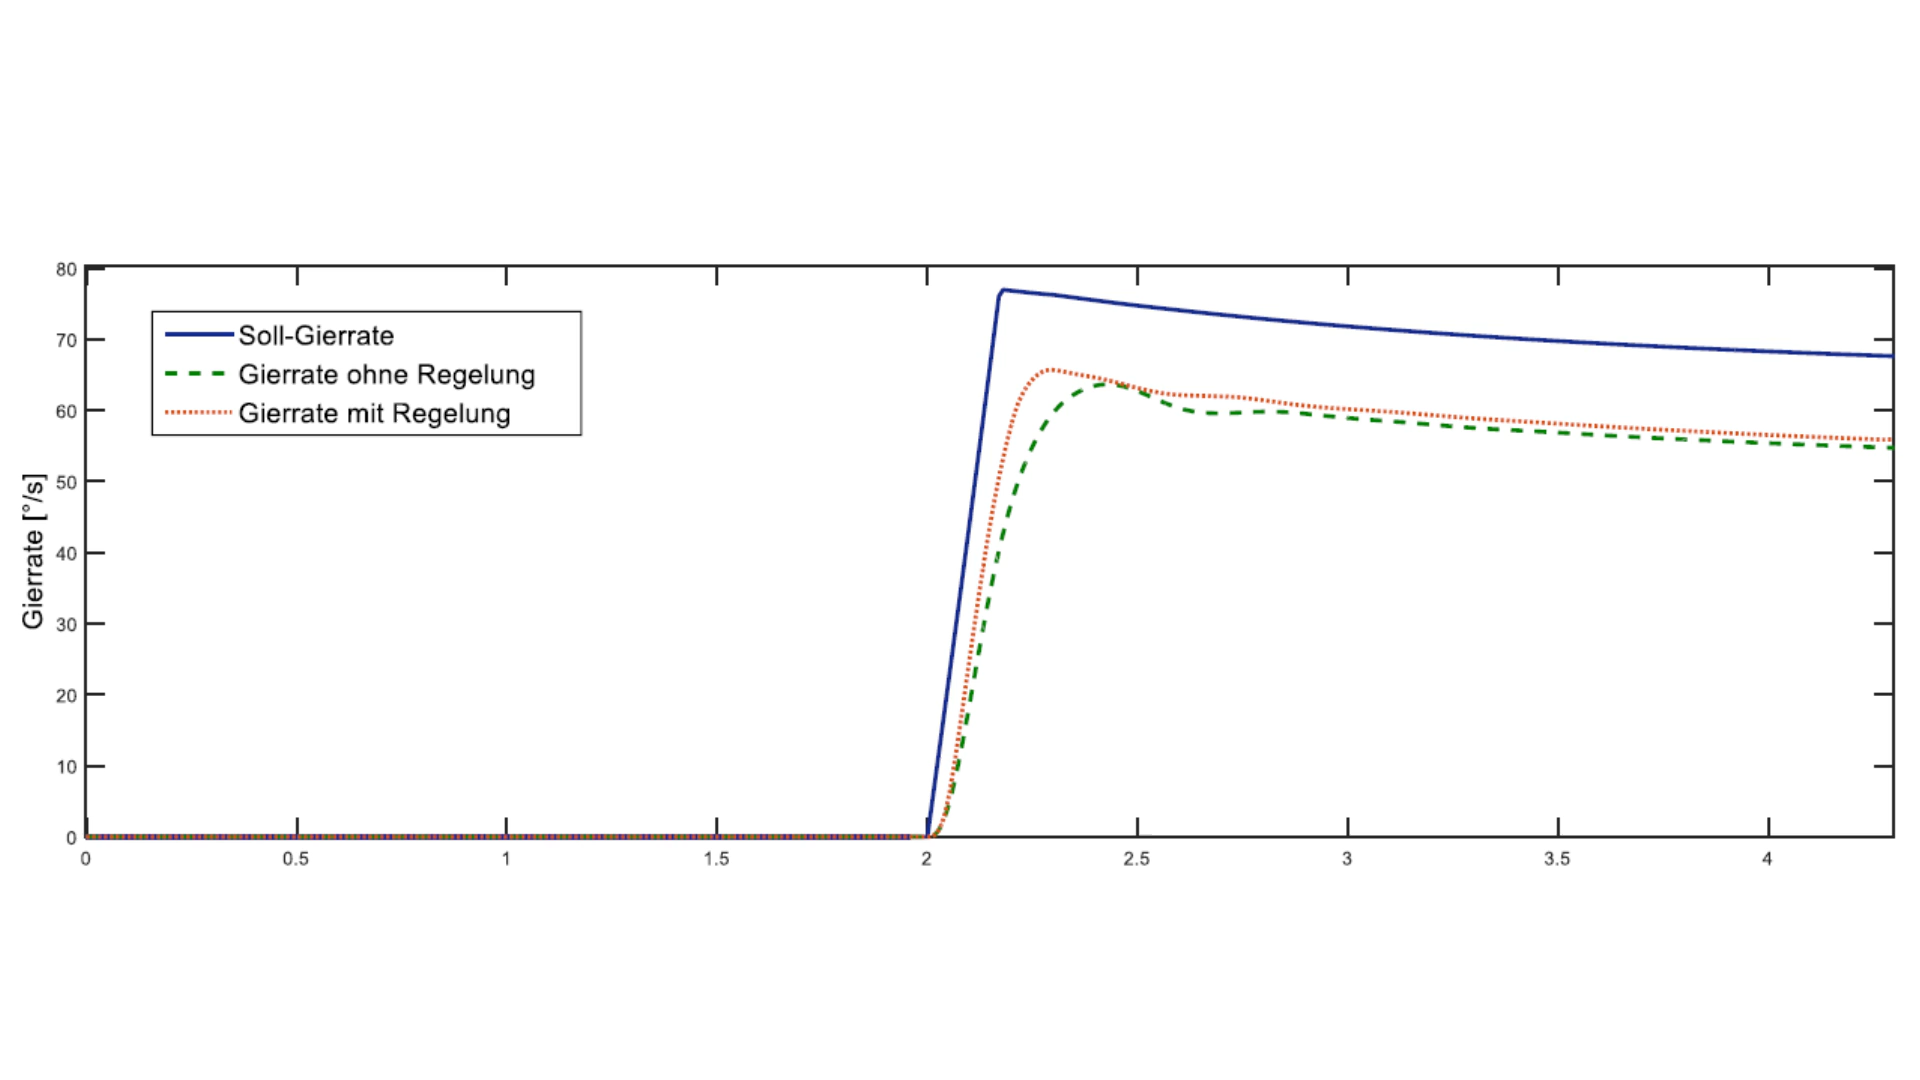 80
70
60
50
40
30
20
10
0
Gierrate [°/s]
Soll-Gierrate
Gierrate ohne Regelung
Gierrate mit Regelung
0 0.5 1 1.5 2 2.5 3 3.5 4